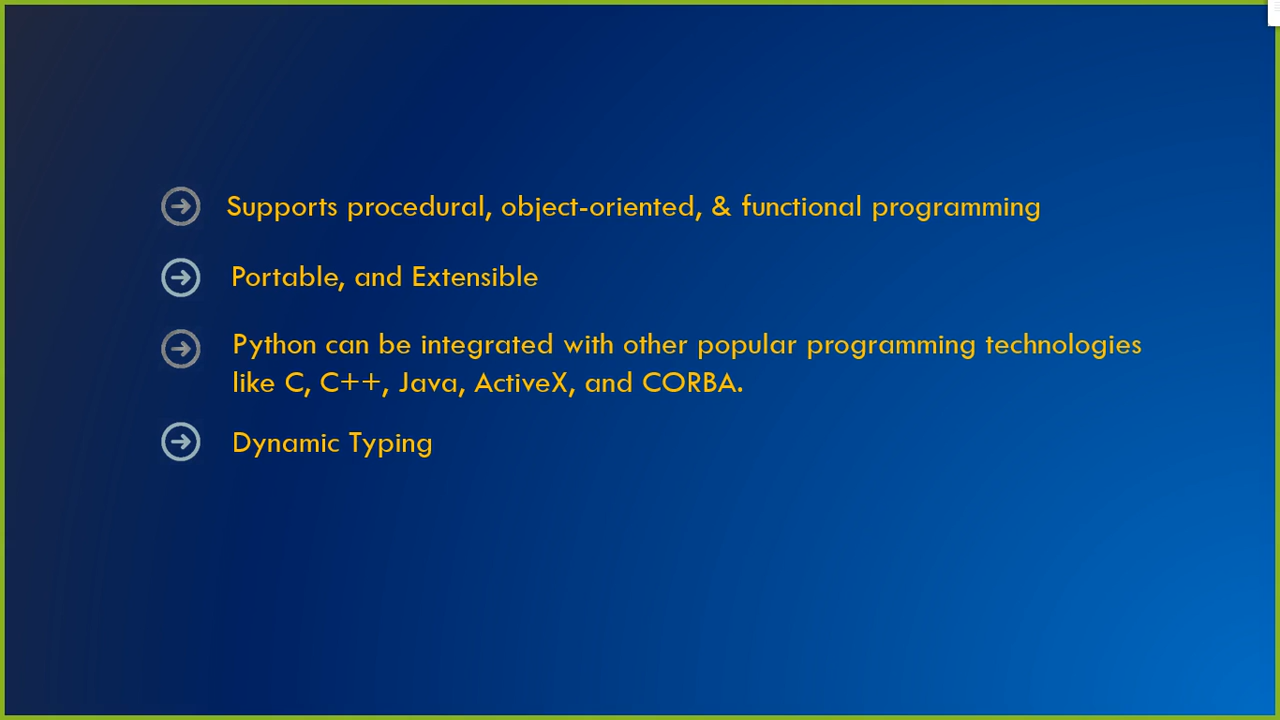 Supports procedural, object-oriented, & functional programming
Portable, and Extensible
Python can be integrated with other popular programming technologies
like C, C++, Java, ActiveX, and CORBA.
Dynamic Typing